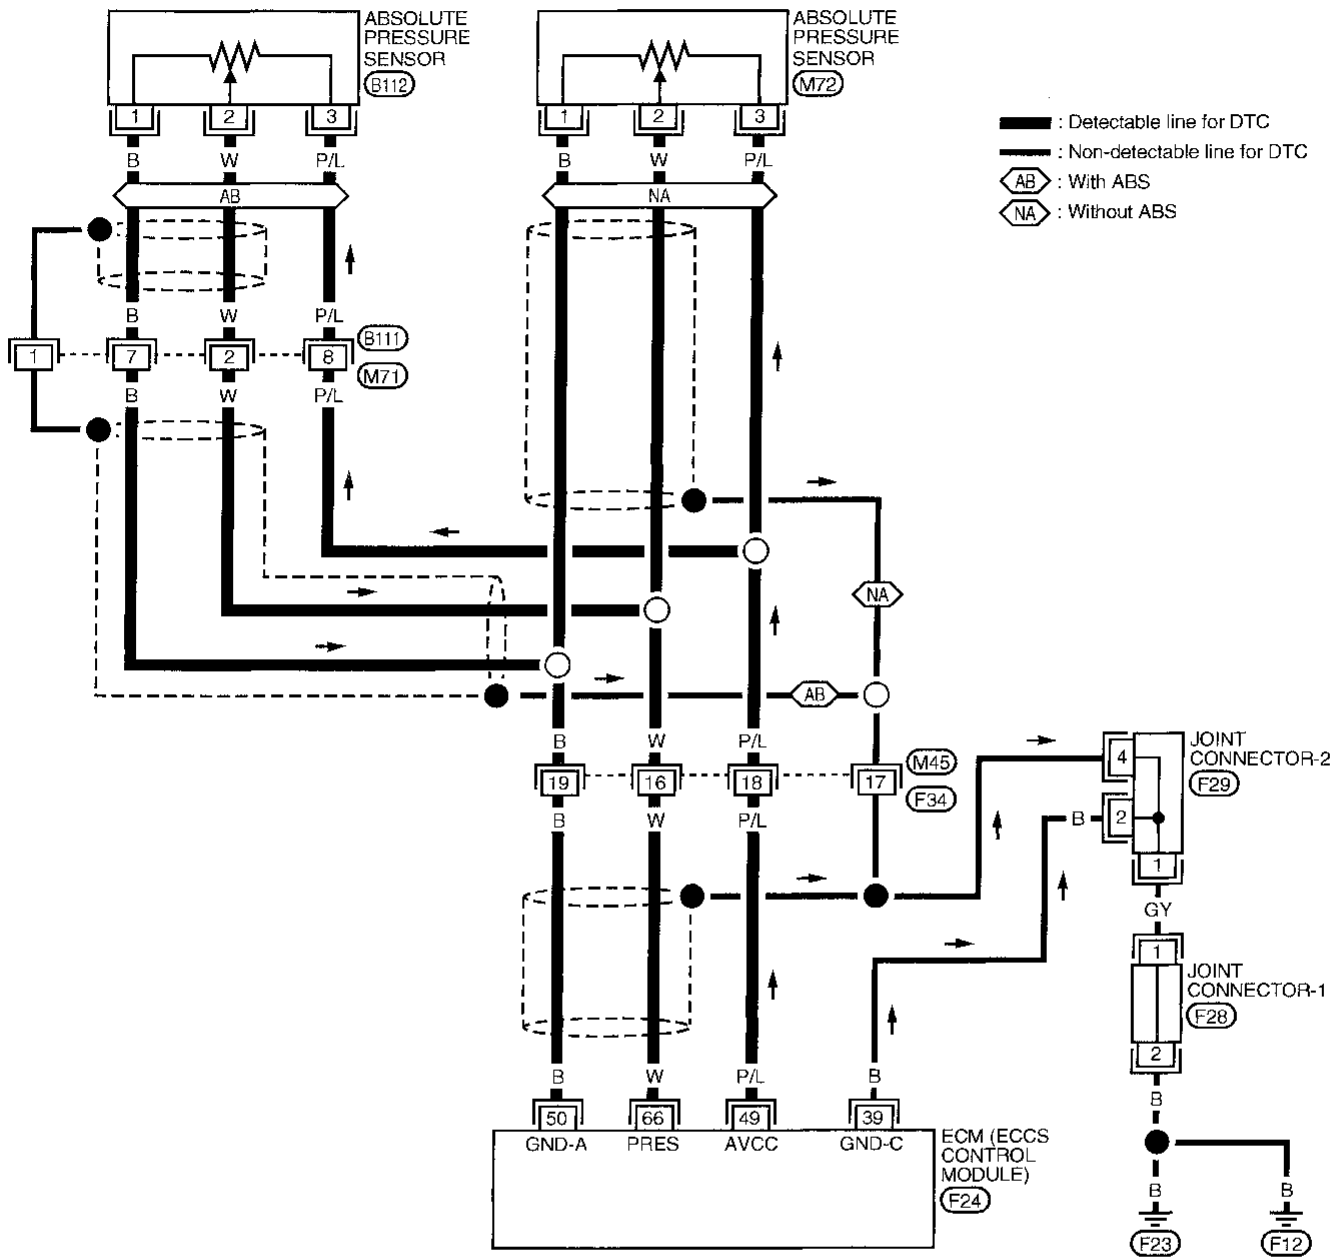 ABSOLUTE
PRESSURE
SENSOR
B112
ABSOLUTE
PRESSURE
SENSOR
M72
1 2 3
1 2 3
B W P/L
B W P/L
: Detectable line for DTC
: Non-detectable line for DTC
AB : With ABS
NA : Without ABS
AB
NA
B W P/L
B111
1 7 2 8
M71
B W P/L
NA
AB
B W P/L
M45
19 16 18 17
F34
B W P/L
JOINT
CONNECTOR-2
F29
4
B 2
1
GY
1
JOINT
CONNECTOR-1
F28
2
B
B W P/L B
50 66 49 39
GND-A PRES AVCC GND-C
ECM (ECCS
CONTROL
MODULE)
F24
B B
F23 F12